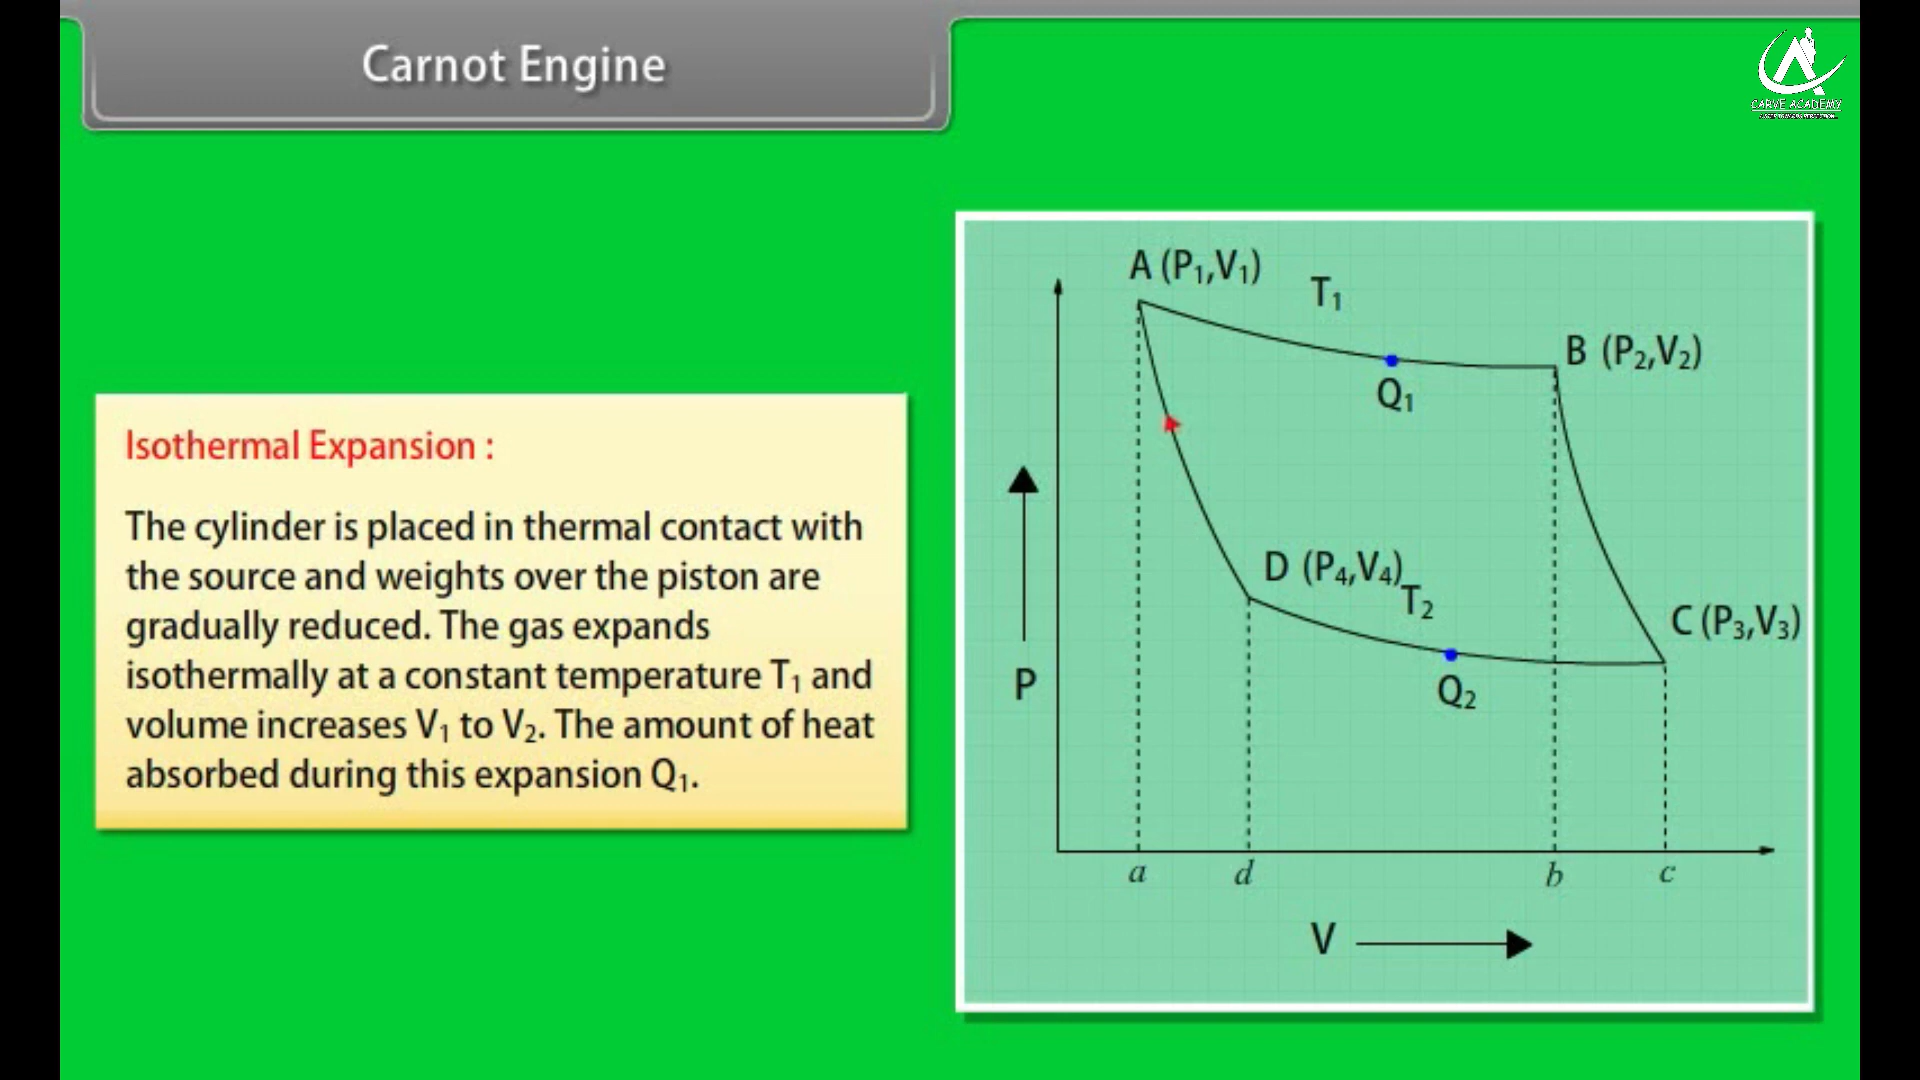 Carnot Engine
CARVE ACADEMY
Isothermal Expansion :
The cylinder is placed in thermal contact with
the source and weights over the piston are
gradually reduced. The gas expands
isothermally at a constant temperature T₁ and
volume increases V₁ to V₂. The amount of heat
absorbed during this expansion Q₁.
A (P₁,V₁)
T₁
B (P₂,V₂)
Q₁
D (P₄,V₄)
T₂
C (P₃,V₃)
P
Q₂
a d b c
V